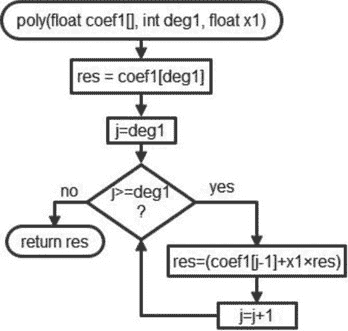 poly(float coef1[], int deg1, float x1)
res = coef1[deg1]
j=deg1
j>=deg1
?
no
yes
return res
res=(coef1[j-1]+x1×res)
j=j+1